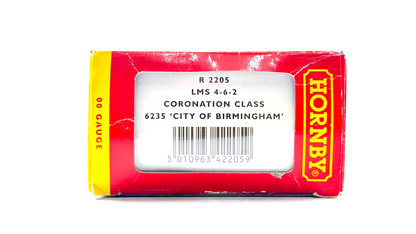 00 GAUGE
R 2205
LMS 4-6-2
CORONATION CLASS
6235 'CITY OF BIRMINGHAM'
5 010963 422059
HORNBY®